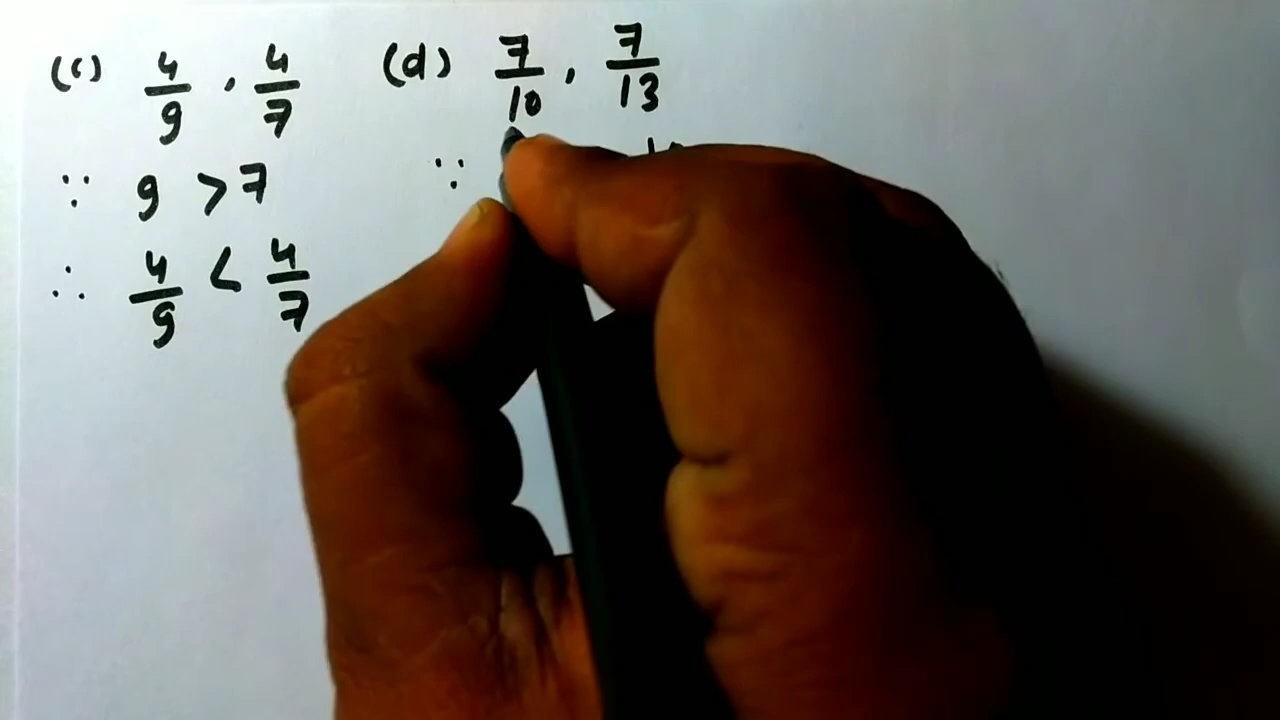 (c) 4/9 , 4/7
∵ 9 > 7
∴ 4/9 < 4/7
(d) 7/10 , 7/13
∵